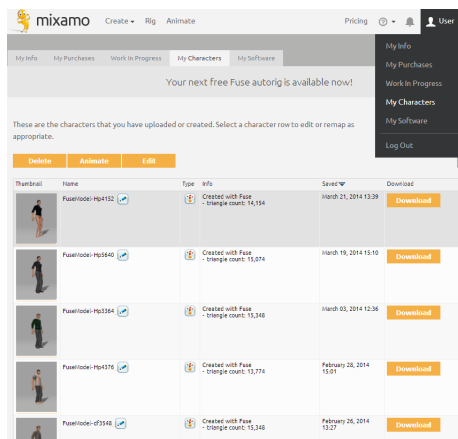 mixamo Create Rig Animate Pricing User
My Info My Purchases Work In Progress My Characters My Software
My Info
My Purchases
Work In Progress
My Characters
My Software
Log Out
Your next free Fuse autorig is available now!
These are the characters that you have uploaded or created. Select a character row to edit or remap as
appropriate.
Delete Animate Edit
Thumbnail Name Type Info Saved Download
FuseModel-Hp4152 Created with Fuse March 21, 2014 13:39 Download
- triangle count: 14,154
FuseModel-Hp5640 Created with Fuse March 19, 2014 15:10 Download
- triangle count: 15,074
FuseModel-Hp3364 Created with Fuse March 03, 2014 12:36 Download
- triangle count: 15,348
FuseModel-Hp4376 Created with Fuse February 28, 2014 Download
- triangle count: 13,774 15:01
FuseModel-df3548 Created with Fuse February 26, 2014 Download
- triangle count: 15,348 13:27